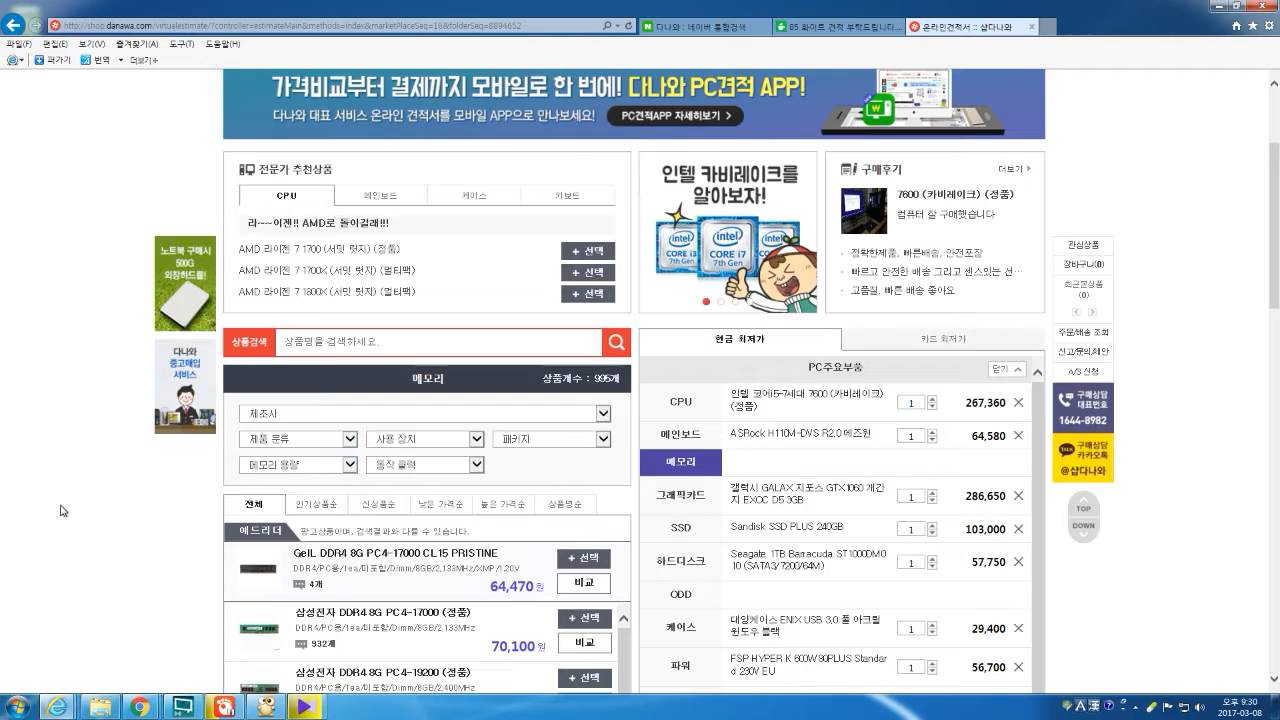 http://shop.danawa.com/virtualestimate/?controller=estimateMain&methods=index&marketPlaceSeq=16&folderSeq=8894652
다나와 : 네이버 통합검색
85 화이트 견적 부탁드립니다...
온라인견적서 :: 샵다나와
파일(F) 편집(E) 보기(V) 즐겨찾기(A) 도구(T) 도움말(H)
퍼가기 번역 더보기
가격비교부터 결제까지 모바일로 한 번에! 다나와 PC견적 APP!
다나와 대표 서비스 온라인 견적서를 모바일 APP으로 만나보세요!
PC견적APP 자세히보기 >
전문가 추천상품
CPU 메인보드 케이스 키보드
라~~이젠!! AMD로 돌아갈래!!!
AMD 라이젠 7 1700 (서밋 릿지) (정품) + 선택
AMD 라이젠 7 1700X (서밋 릿지) (멀티팩) + 선택
AMD 라이젠 7 1800X (서밋 릿지) (멀티팩) + 선택
인텔 카비레이크를
알아보자!
intel
CORE i3
intel
CORE i7
7th Gen
intel
구매후기 더보기
7600 (카비레이크) (정품)
컴퓨터 잘 구매했습니다
· 정확한제품, 빠른배송, 안전포장
· 빠르고 안전한 배송 그리고 센스있는 선…
· 고품질, 빠른 배송 좋아요
노트북 구매시
500G
외장하드를!
다나와
중고매입
서비스
관심상품
장바구니(0)
최근본상품
(0)
주문/배송 조회
신고/문의/제안
A/S 신청
구매상담
대표번호
1644-8982
구매상담
카카오톡
@샵다나와
TOP
DOWN
상품검색 상품명을 검색하세요.
메모리 상품개수 : 995개
제조사
제품 분류 사용 장치 패키지
메모리 용량 동작 클럭
전체 인기상품순 신상품순 낮은 가격순 높은 가격순 상품명순
애드리더 광고상품이며, 검색결과와 다를 수 있습니다.
GeIL DDR4 8G PC4-17000 CL15 PRISTINE + 선택
DDR4/PC용/1ea/미포함/Dimm/8GB/2,133MHz/XMP/1.20V
4개 64,470 원 비교
삼성전자 DDR4 8G PC4-17000 (정품) + 선택
DDR4/PC용/1ea/미포함/Dimm/8GB/2,133MHz
932개 70,100 원 비교
삼성전자 DDR4 8G PC4-19200 (정품) + 선택
DDR4/PC용/1ea/미포함/Dimm/8GB/2,400MHz
현금 최저가 카드 최저가
PC주요부품 닫기
CPU 인텔 코어i5-7세대 7600 (카비레이크) (정품) 1 267,360
메인보드 ASRock H110M-DVS R2.0 에즈윈 1 64,580
메모리
그래픽카드 갤럭시 GALAX 지포스 GTX1060 개간지 EXOC D5 3GB 1 286,650
SSD Sandisk SSD PLUS 240GB 1 103,000
하드디스크 Seagate 1TB Barracuda ST1000DM010 (SATA3/7200/64M) 1 57,750
ODD
케이스 대양케이스 ENIX USB 3.0 풀 아크릴 윈도우 블랙 1 29,400
파워 FSP HYPER K 600W 80PLUS Standard 230V EU 1 56,700
오후 9:30
2017-03-08